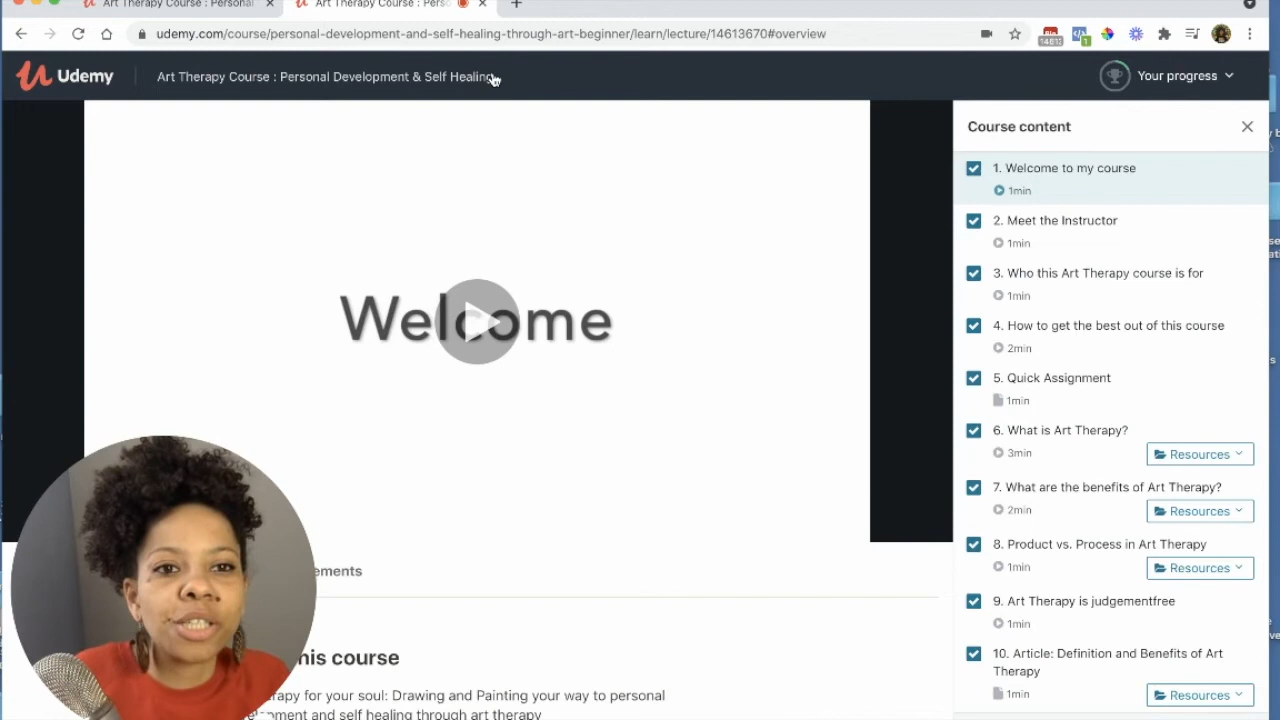 Art Therapy Course : Personal
Art Therapy Course : Perso
udemy.com/course/personal-development-and-self-healing-through-art-beginner/learn/lecture/14613670#overview
Udemy
Art Therapy Course : Personal Development & Self Healing
Your progress
Course content
1. Welcome to my course
1min
2. Meet the Instructor
1min
3. Who this Art Therapy course is for
1min
4. How to get the best out of this course
2min
5. Quick Assignment
1min
6. What is Art Therapy?
3min
Resources
7. What are the benefits of Art Therapy?
2min
Resources
8. Product vs. Process in Art Therapy
1min
Resources
9. Art Therapy is judgementfree
1min
10. Article: Definition and Benefits of Art
Therapy
1min
Resources
Welcome
ements
his course
rapy for your soul: Drawing and Painting your way to personal
pment and self healing through art therapy